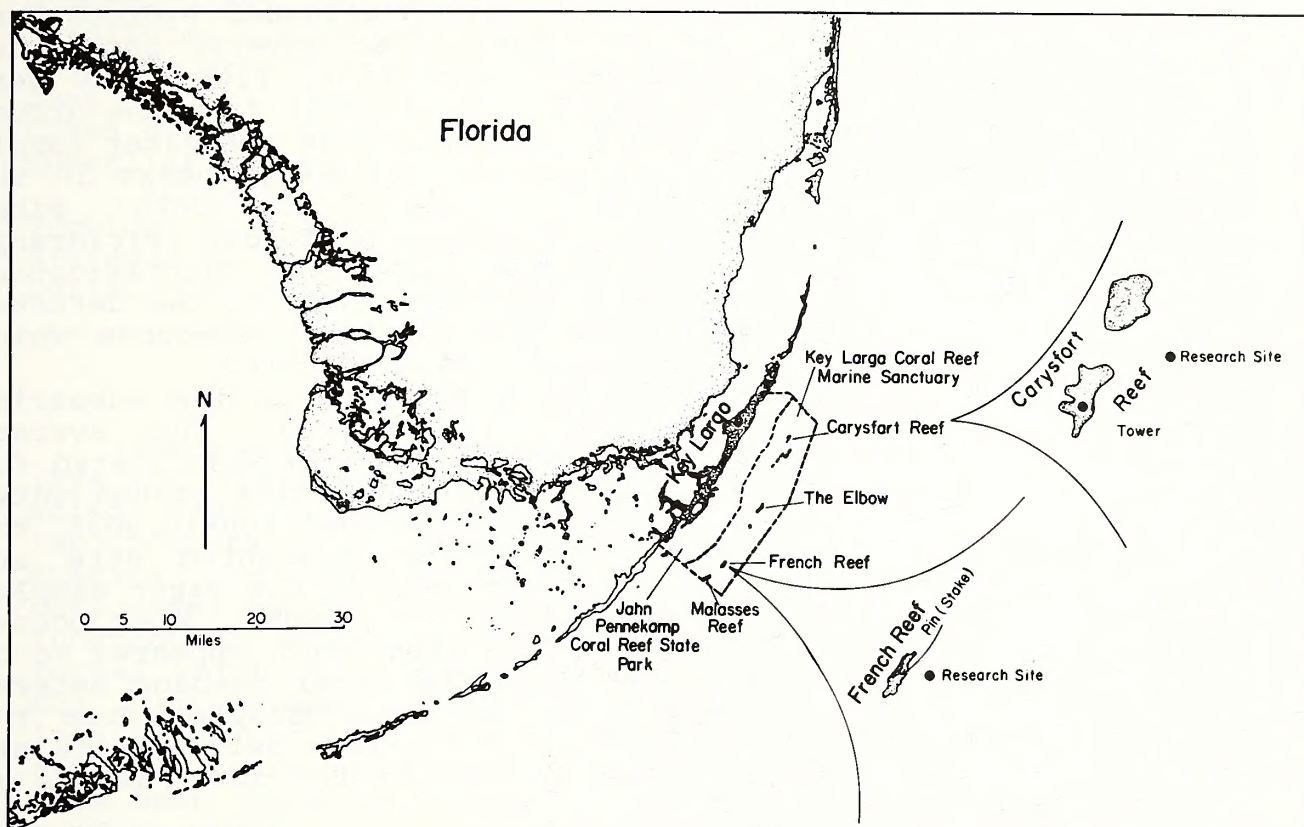 Florida
N
0 5 10 20 30
Miles
Key Largo
Key Larga Coral Reef
Marine Sanctuary
Carysfart Reef
The Elbow
French Reef
Malasses
Reef
Jahn
Pennekamp
Coral Reef State
Park
Carysfort
Reef
Research Site
Tower
French Reef
Pin (Stake)
Research Site